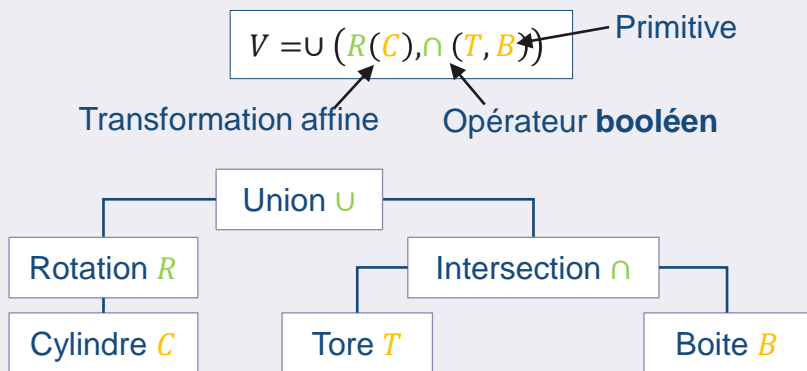 Primitive
V =∪ (R(C),∩ (T, B))
Transformation affine
Opérateur booléen
Union ∪
Rotation R
Intersection ∩
Cylindre C
Tore T
Boite B